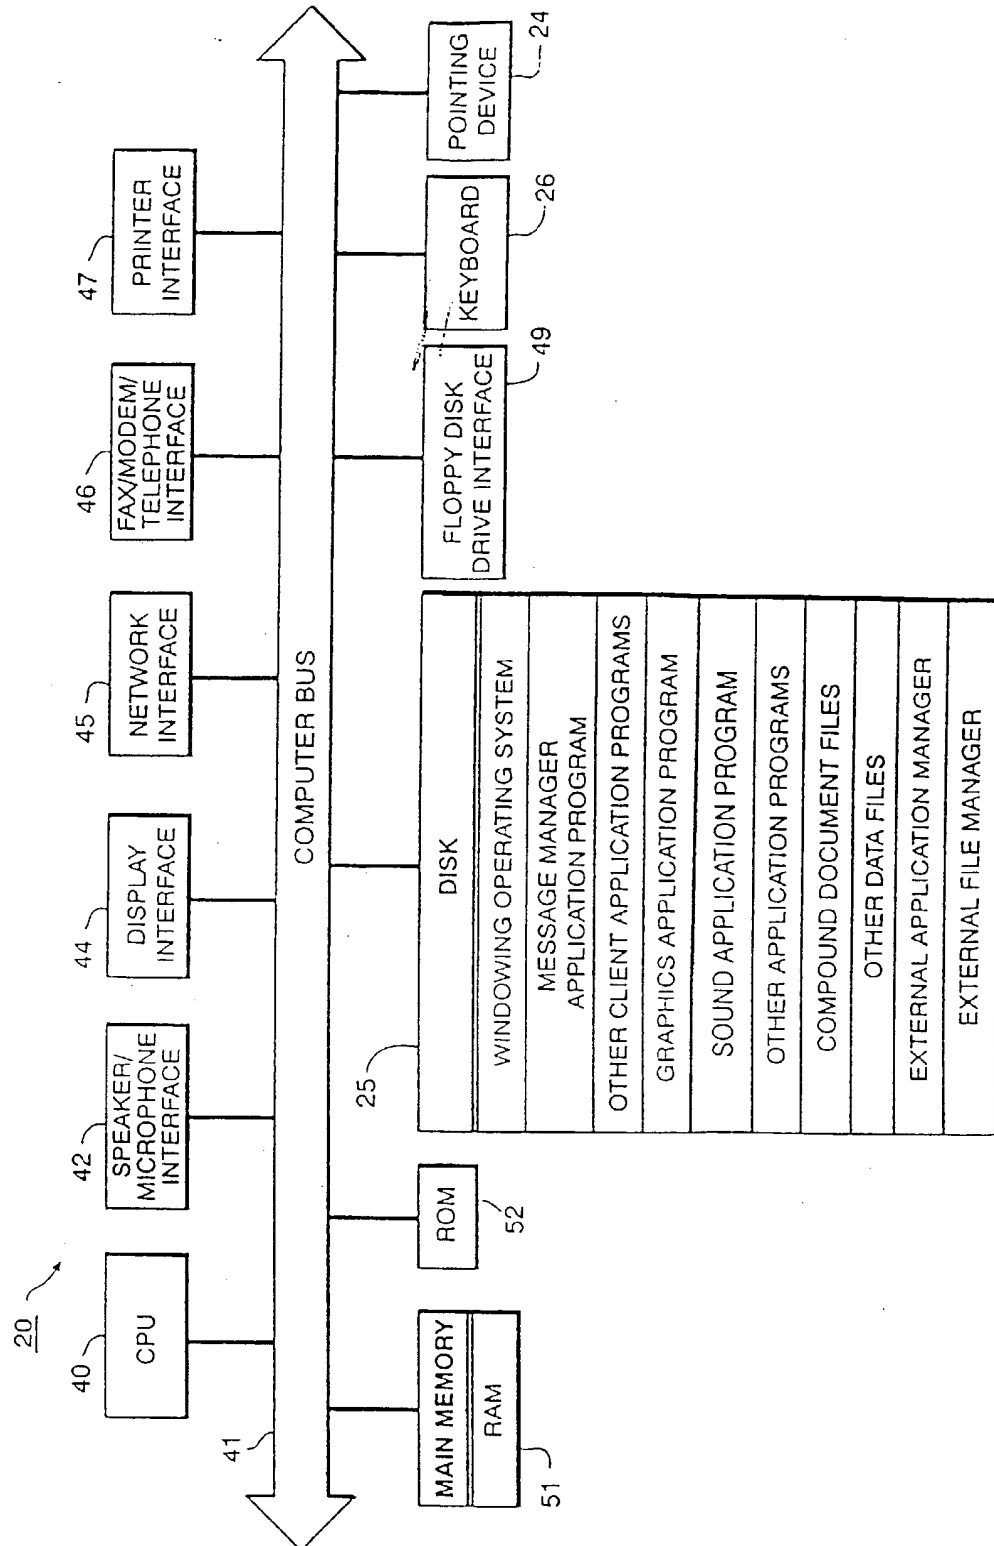 20
40
CPU
42
SPEAKER/
MICROPHONE
INTERFACE
44
DISPLAY
INTERFACE
45
NETWORK
INTERFACE
46
FAX/MODEM/
TELEPHONE
INTERFACE
47
PRINTER
INTERFACE
41
COMPUTER BUS
MAIN MEMORY
RAM
51
ROM
52
25
DISK
WINDOWING OPERATING SYSTEM
MESSAGE MANAGER
APPLICATION PROGRAM
OTHER CLIENT APPLICATION PROGRAMS
GRAPHICS APPLICATION PROGRAM
SOUND APPLICATION PROGRAM
OTHER APPLICATION PROGRAMS
COMPOUND DOCUMENT FILES
OTHER DATA FILES
EXTERNAL APPLICATION MANAGER
EXTERNAL FILE MANAGER
FLOPPY DISK
DRIVE INTERFACE
49
KEYBOARD
26
POINTING
DEVICE
24